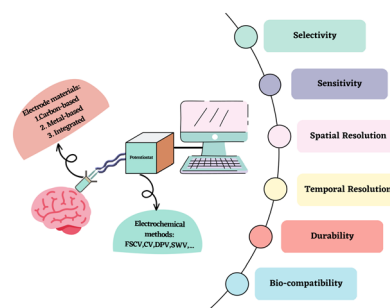 Electrode materials:
1.Carbon-based
2. Metal-based
3. Integrated
Potentiostat
Electrochemical
methods:
FSCV,CV,DPV,SWV,...
Selectivity
Sensitivity
Spatial Resolution
Temporal Resolution
Durability
Bio-compatibility